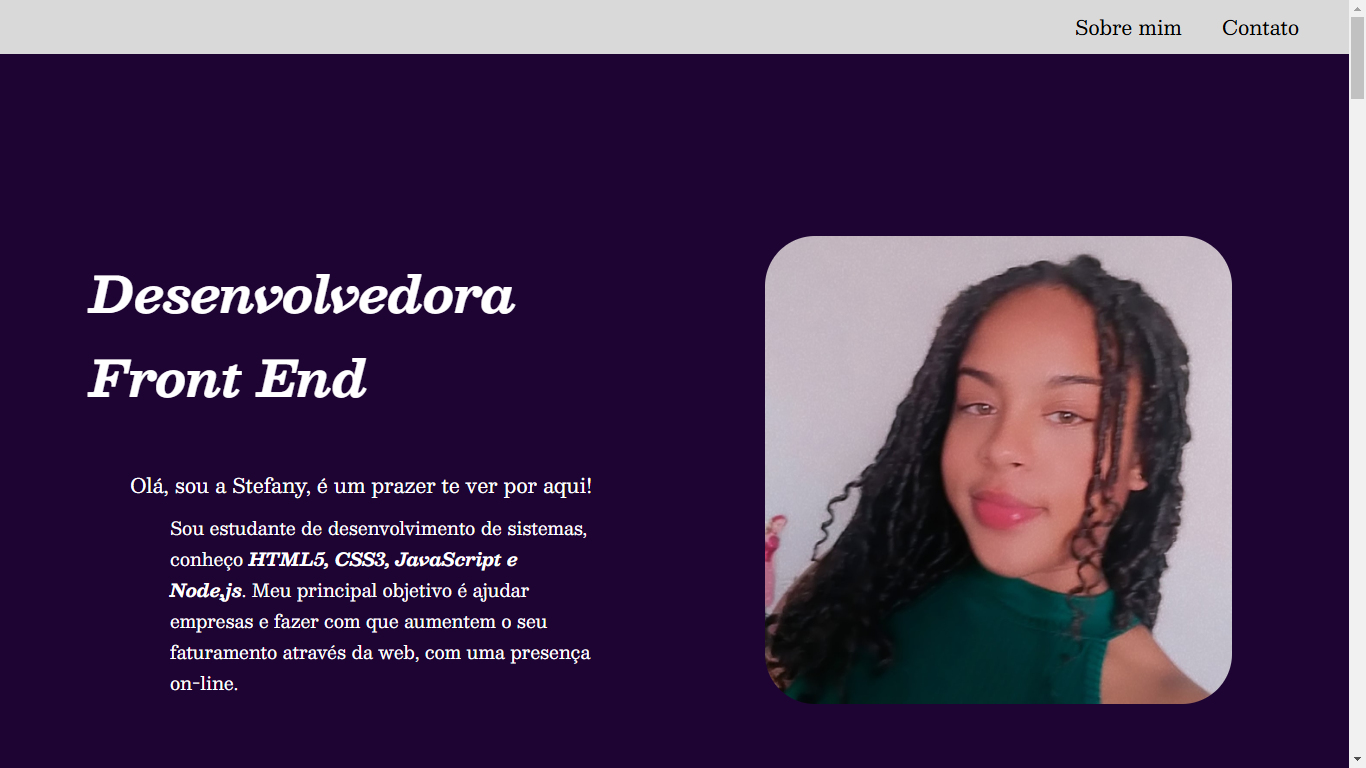 Sobre mim Contato
Desenvolvedora
Front End
Olá, sou a Stefany, é um prazer te ver por aqui!
Sou estudante de desenvolvimento de sistemas,
conheço HTML5, CSS3, JavaScript e
Node.js. Meu principal objetivo é ajudar
empresas e fazer com que aumentem o seu
faturamento através da web, com uma presença
on-line.